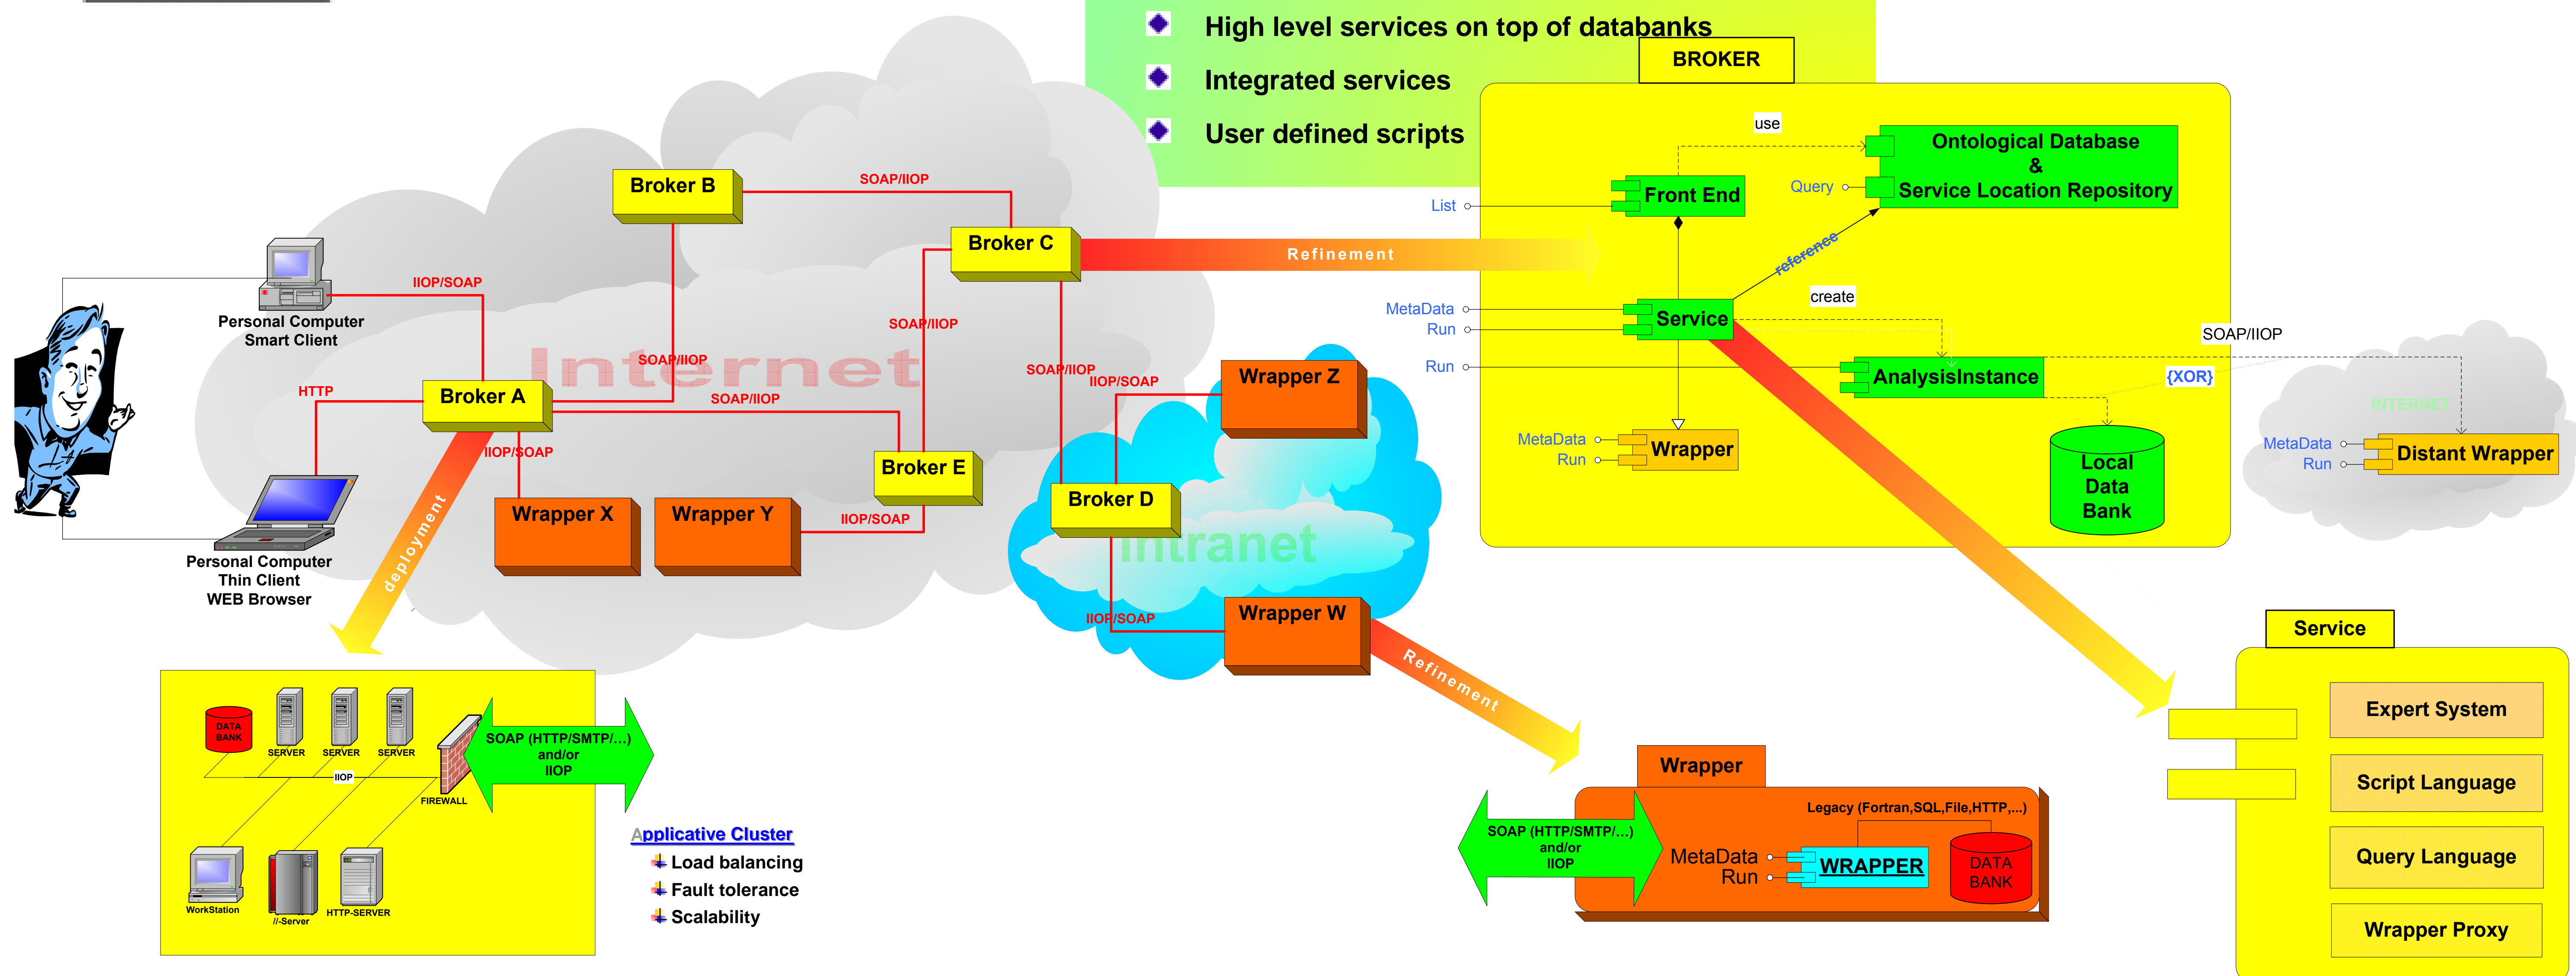 High level services on top of databanks
Integrated services
User defined scripts
BROKER
use
Ontological Database
&
Service Location Repository
Query
Front End
List
reference
MetaData
Run
Service
create
Run
AnalysisInstance
SOAP/IIOP
{XOR}
MetaData
Run
Wrapper
Local
Data
Bank
INTERNET
MetaData
Run
Distant Wrapper
Broker B
SOAP/IIOP
Broker C
Refinement
IIOP/SOAP
Personal Computer
Smart Client
SOAP/IIOP
SOAP/IIOP
Internet
SOAP/IIOP
IIOP/SOAP
Wrapper Z
HTTP
Broker A
SOAP/IIOP
IIOP/SOAP
Broker E
Broker D
Wrapper X
Wrapper Y
IIOP/SOAP
Intranet
deployment
Personal Computer
Thin Client
WEB Browser
IIOP/SOAP
Wrapper W
Refinement
DATA
BANK
SERVER
SERVER
SERVER
IIOP
FIREWALL
SOAP (HTTP/SMTP/...)
and/or
IIOP
WorkStation
//-Server
HTTP-SERVER
Applicative Cluster
Load balancing
Fault tolerance
Scalability
Wrapper
Legacy (Fortran,SQL,File,HTTP,...)
SOAP (HTTP/SMTP/...)
and/or
IIOP
MetaData
Run
WRAPPER
DATA
BANK
Service
Expert System
Script Language
Query Language
Wrapper Proxy